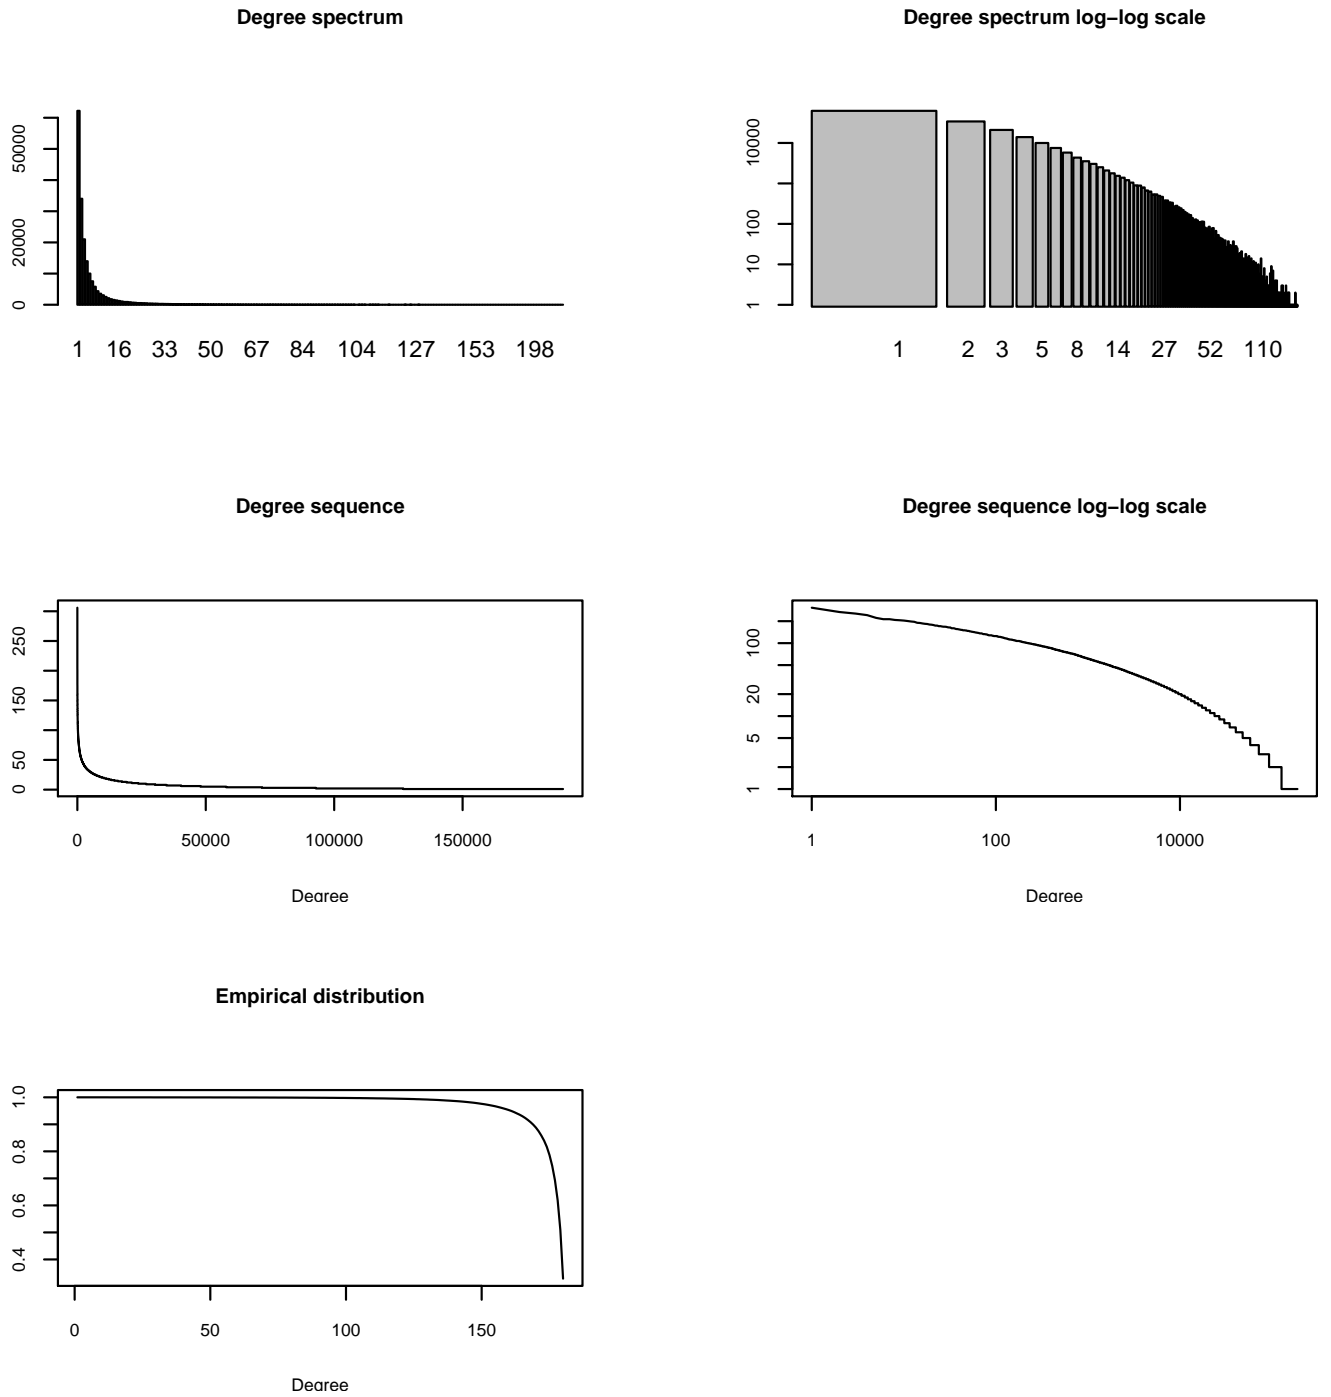 Degree spectrum
0 20000 50000
1 16 33 50 67 84 104 127 153 198
Degree spectrum log−log scale
1 10 100 10000
1 2 3 5 8 14 27 52 110
Degree sequence
0 50 150 250
0 50000 100000 150000
Degree
Degree sequence log−log scale
1 5 20 100
1 100 10000
Degree
Empirical distribution
0.4 0.6 0.8 1.0
0 50 100 150
Degree